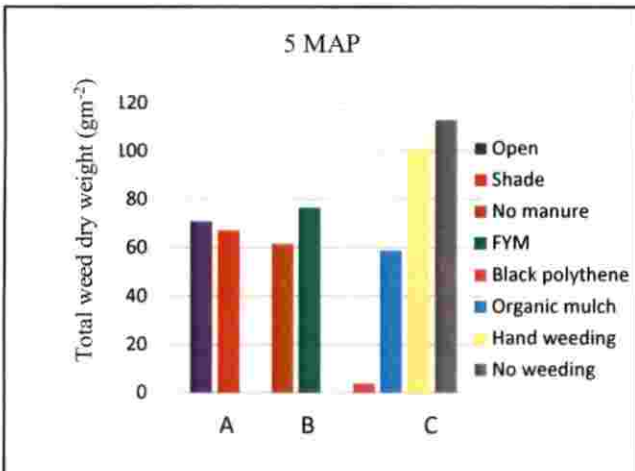 5 MAP
Total weed dry weight (gm⁻²)
120
100
80
60
40
20
0
A B C
Open
Shade
No manure
FYM
Black polythene
Organic mulch
Hand weeding
No weeding